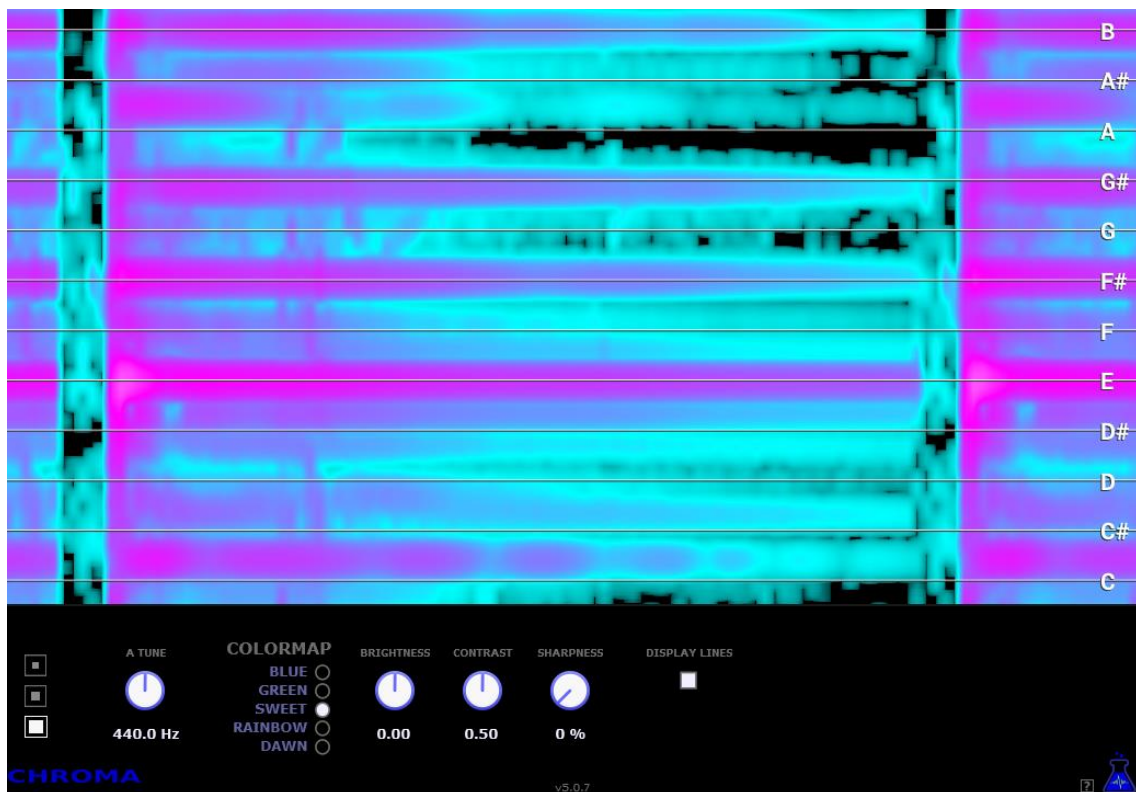 B
A#
A
G#
G
F#
F
E
D#
D
C#
C
A TUNE
440.0 Hz
COLORMAP
BLUE
GREEN
SWEET
RAINBOW
DAWN
BRIGHTNESS
0.00
CONTRAST
0.50
SHARPNESS
0 %
DISPLAY LINES
CHROMA
v5.0.7
?